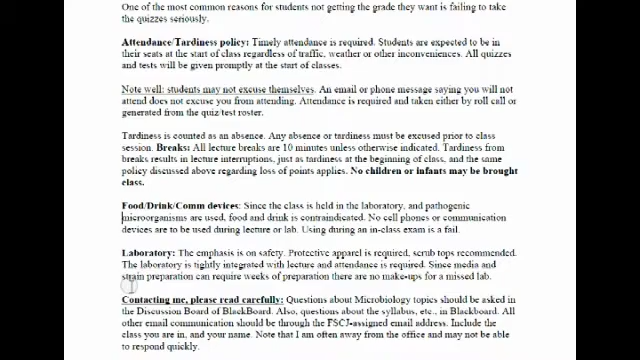 One of the most common reasons for students not getting the grade they want is failing to take
the quizzes seriously.
Attendance/Tardiness policy: Timely attendance is required. Students are expected to be in
their seats at the start of class regardless of traffic, weather or other inconveniences. All quizzes
and tests will be given promptly at the start of classes.
Note well: students may not excuse themselves. An email or phone message saying you will not
attend does not excuse you from attending. Attendance is required and taken either by roll call or
generated from the quiz/test roster.
Tardiness is counted as an absence. Any absence or tardiness must be excused prior to class
session. Breaks: All lecture breaks are 10 minutes unless otherwise indicated. Tardiness from
breaks results in lecture interruptions, just as tardiness at the beginning of class, and the same
policy discussed above regarding loss of points applies. No children or infants may be brought
class.
Food/Drink/Comm devices: Since the class is held in the laboratory, and pathogenic
microorganisms are used, food and drink is contraindicated. No cell phones or communication
devices are to be used during lecture or lab. Using during an in-class exam is a fail.
Laboratory: The emphasis is on safety. Protective apparel is required, scrub tops recommended.
The laboratory is tightly integrated with lecture and attendance is required. Since media and
strain preparation can require weeks of preparation there are no make-ups for a missed lab.
Contacting me, please read carefully: Questions about Microbiology topics should be asked in
the Discussion Board of BlackBoard. Also, questions about the syllabus, etc., in Blackboard. All
other email communication should be through the FSCJ-assigned email address. Include the
class you are in, and your name. Note that I am often away from the office and may not be able
to respond quickly.